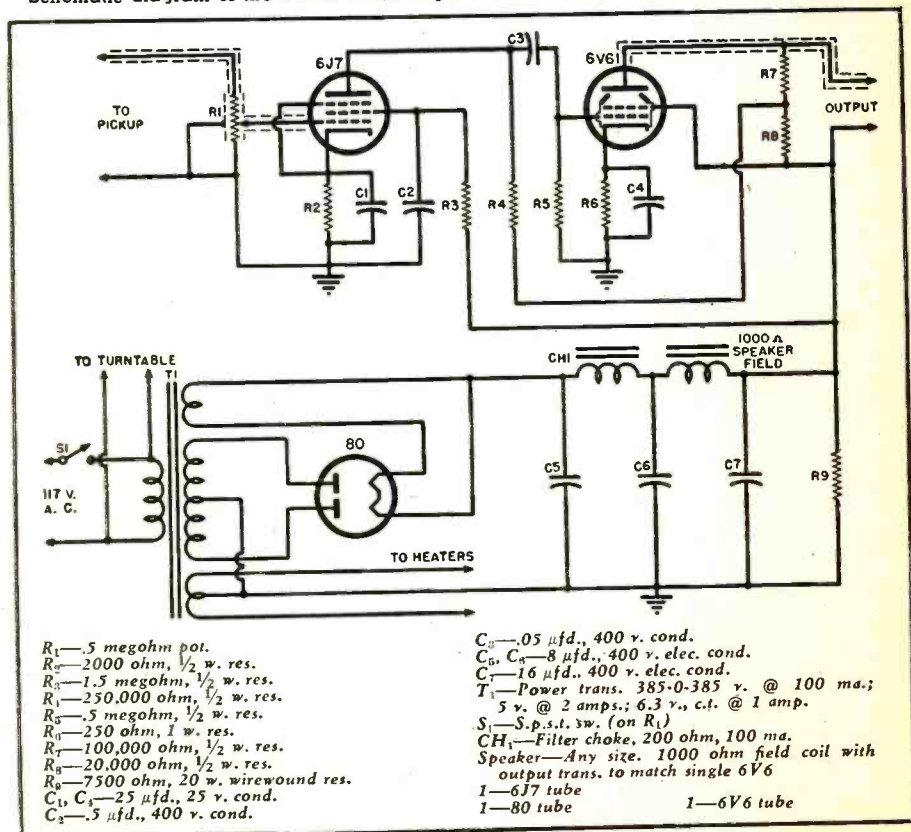 Schematic diagram of the
C3
6J7
6V6
R7
R1
TO
PICKUP
OUTPUT
R8
C1
C2
R2
R3
R4
R5
R6
C4
TO TURNTABLE
T1
CH1
1000 Ω
SPEAKER
FIELD
S1
80
117 V.
A. C.
C5
C6
C7
R9
TO HEATERS
R₁—.5 megohm pot.
R₂—2000 ohm, ½ w. res.
R₃—1.5 megohm, ½ w. res.
R₄—250,000 ohm, ½ w. res.
R₅—.5 megohm, ½ w. res.
R₆—250 ohm, 1 w. res.
R₇—100,000 ohm, ½ w. res.
R₈—20,000 ohm, ½ w. res.
R₉—7500 ohm, 20 w. wirewound res.
C₁, C₄—25 μfd., 25 v. cond.
C₂—.5 μfd., 400 v. cond.
C₃—.05 μfd., 400 v. cond.
C₅, C₆—8 μfd., 400 v. elec. cond.
C₇—16 μfd., 400 v. elec. cond.
T₁—Power trans. 385-0-385 v. @ 100 ma.;
5 v. @ 2 amps.; 6.3 v., c.t. @ 1 amp.
S₁—S.p.s.t. sw. (on R₁)
CH₁—Filter choke, 200 ohm, 100 ma.
Speaker—Any size. 1000 ohm field coil with
output trans. to match single 6V6
1—6J7 tube
1—80 tube 1—6V6 tube